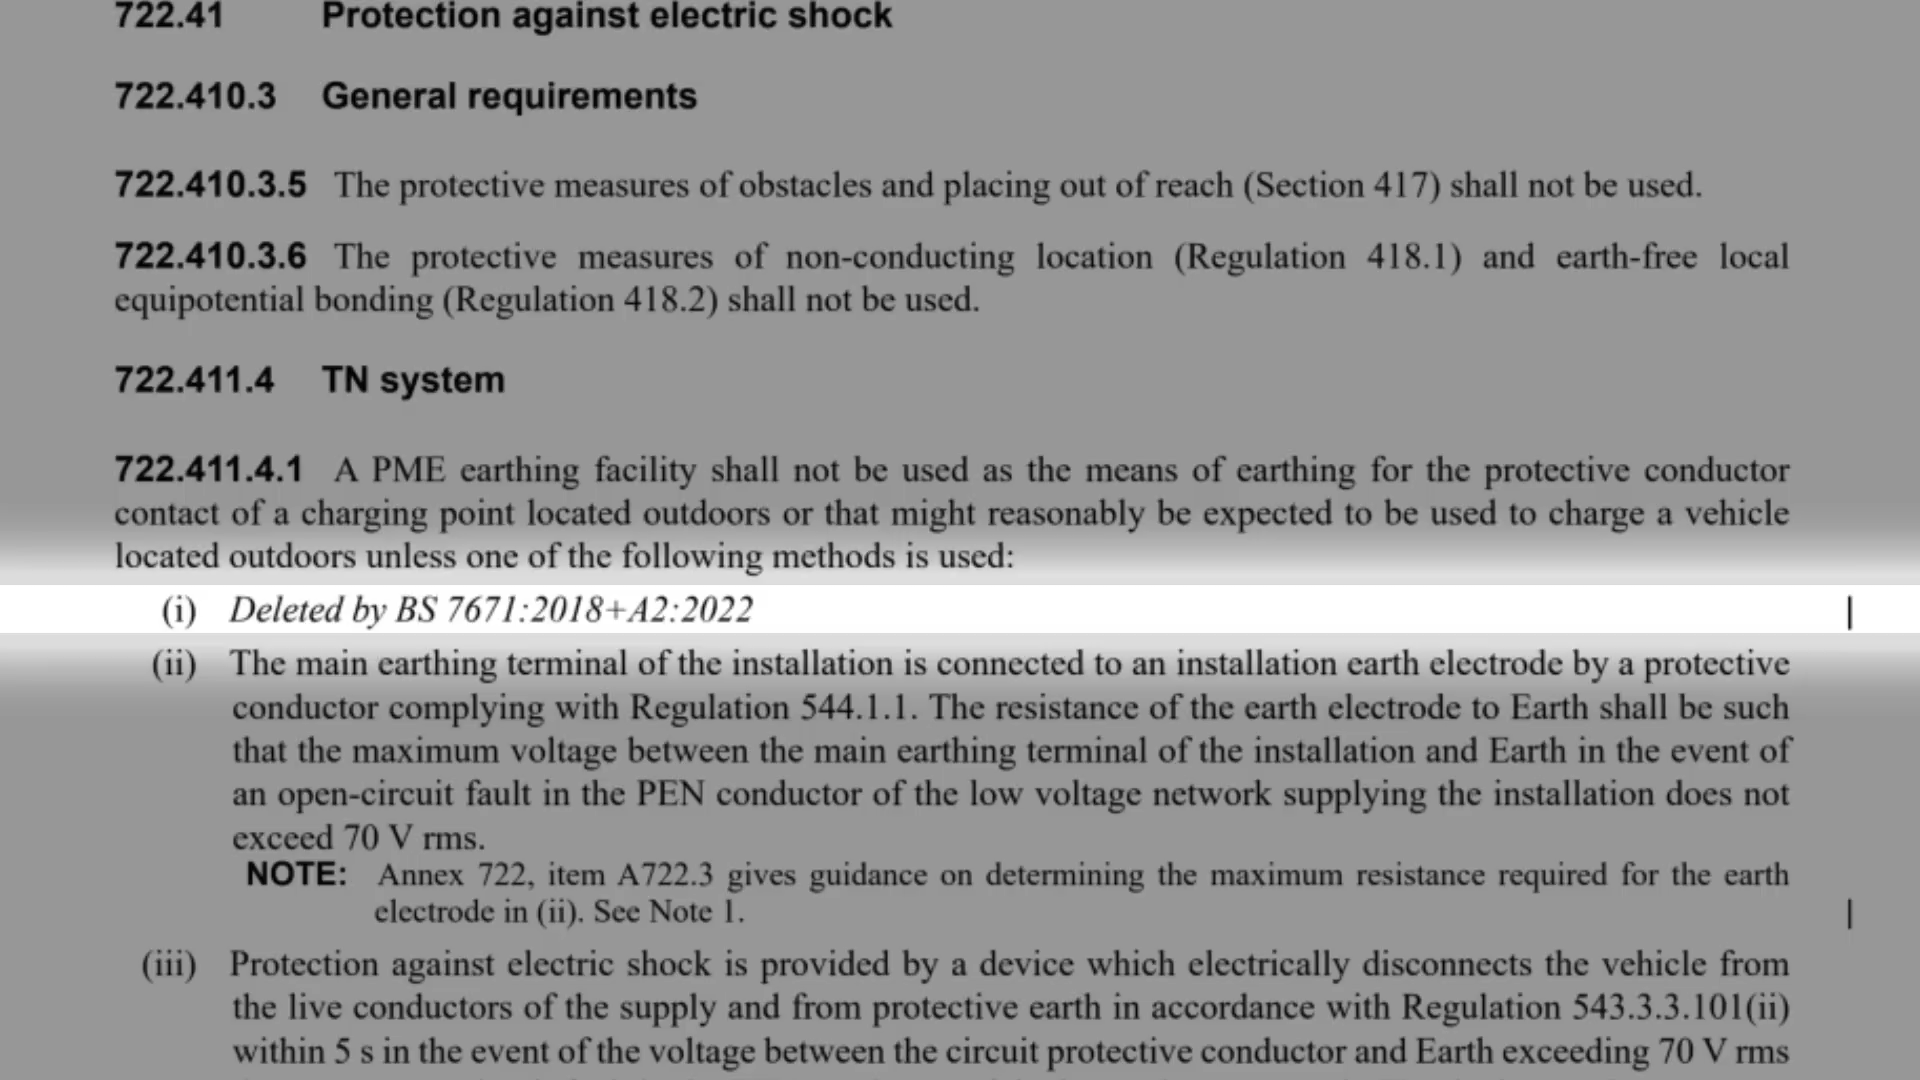 722.41 Protection against electric shock
722.410.3 General requirements
722.410.3.5 The protective measures of obstacles and placing out of reach (Section 417) shall not be used.
722.410.3.6 The protective measures of non-conducting location (Regulation 418.1) and earth-free local
equipotential bonding (Regulation 418.2) shall not be used.
722.411.4 TN system
722.411.4.1 A PME earthing facility shall not be used as the means of earthing for the protective conductor
contact of a charging point located outdoors or that might reasonably be expected to be used to charge a vehicle
located outdoors unless one of the following methods is used:
(i) Deleted by BS 7671:2018+A2:2022
(ii) The main earthing terminal of the installation is connected to an installation earth electrode by a protective
conductor complying with Regulation 544.1.1. The resistance of the earth electrode to Earth shall be such
that the maximum voltage between the main earthing terminal of the installation and Earth in the event of
an open-circuit fault in the PEN conductor of the low voltage network supplying the installation does not
exceed 70 V rms.
NOTE: Annex 722, item A722.3 gives guidance on determining the maximum resistance required for the earth
electrode in (ii). See Note 1.
(iii) Protection against electric shock is provided by a device which electrically disconnects the vehicle from
the live conductors of the supply and from protective earth in accordance with Regulation 543.3.3.101(ii)
within 5 s in the event of the voltage between the circuit protective conductor and Earth exceeding 70 V rms